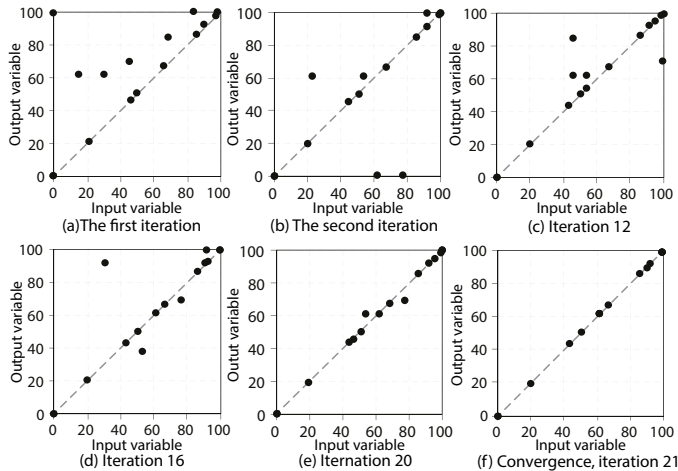 100
80
60
40
20
0
Output variable
0 20 40 60 80 100
Input variable
(a)The first iteration
100
80
60
40
20
0
Outut variable
0 20 40 60 80 100
Input variable
(b) The second iteration
100
80
60
40
20
0
Output variable
0 20 40 60 80 100
Input variable
(c) Iteration 12
100
80
60
40
20
0
Output variable
0 20 40 60 80 100
Input variable
(d) Iteration 16
100
80
60
40
20
0
Outut variable
0 20 40 60 80 100
Input variable
(e) Iternation 20
100
80
60
40
20
0
Output variable
0 20 40 60 80 100
Input variable
(f) Convergence, iteration 21